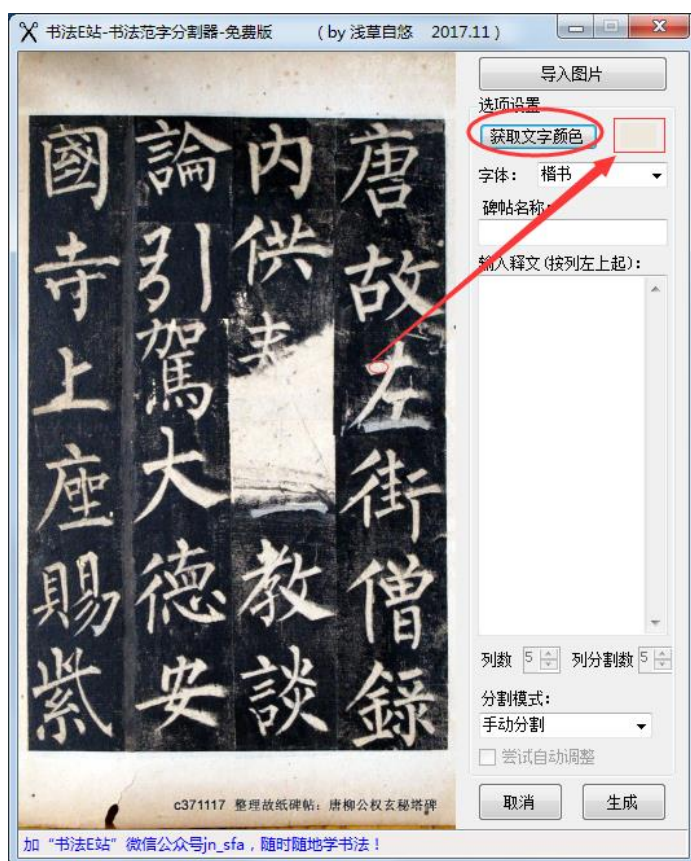 书法E站-书法范字分割器-免费版 （by 浅草自悠 2017.11）
导入图片
选项设置
获取文字颜色
字体： 楷书
碑帖名称：
输入释文(按列左上起)：
唐故左街僧録
内供表一教談
論引駕大德安
國寺上座賜紫
c371117 整理故纸碑帖：唐柳公权玄秘塔碑
列数 5 列分割数 5
分割模式：
手动分割
尝试自动调整
取消 生成
加“书法E站”微信公众号jn_sfa，随时随地学书法！